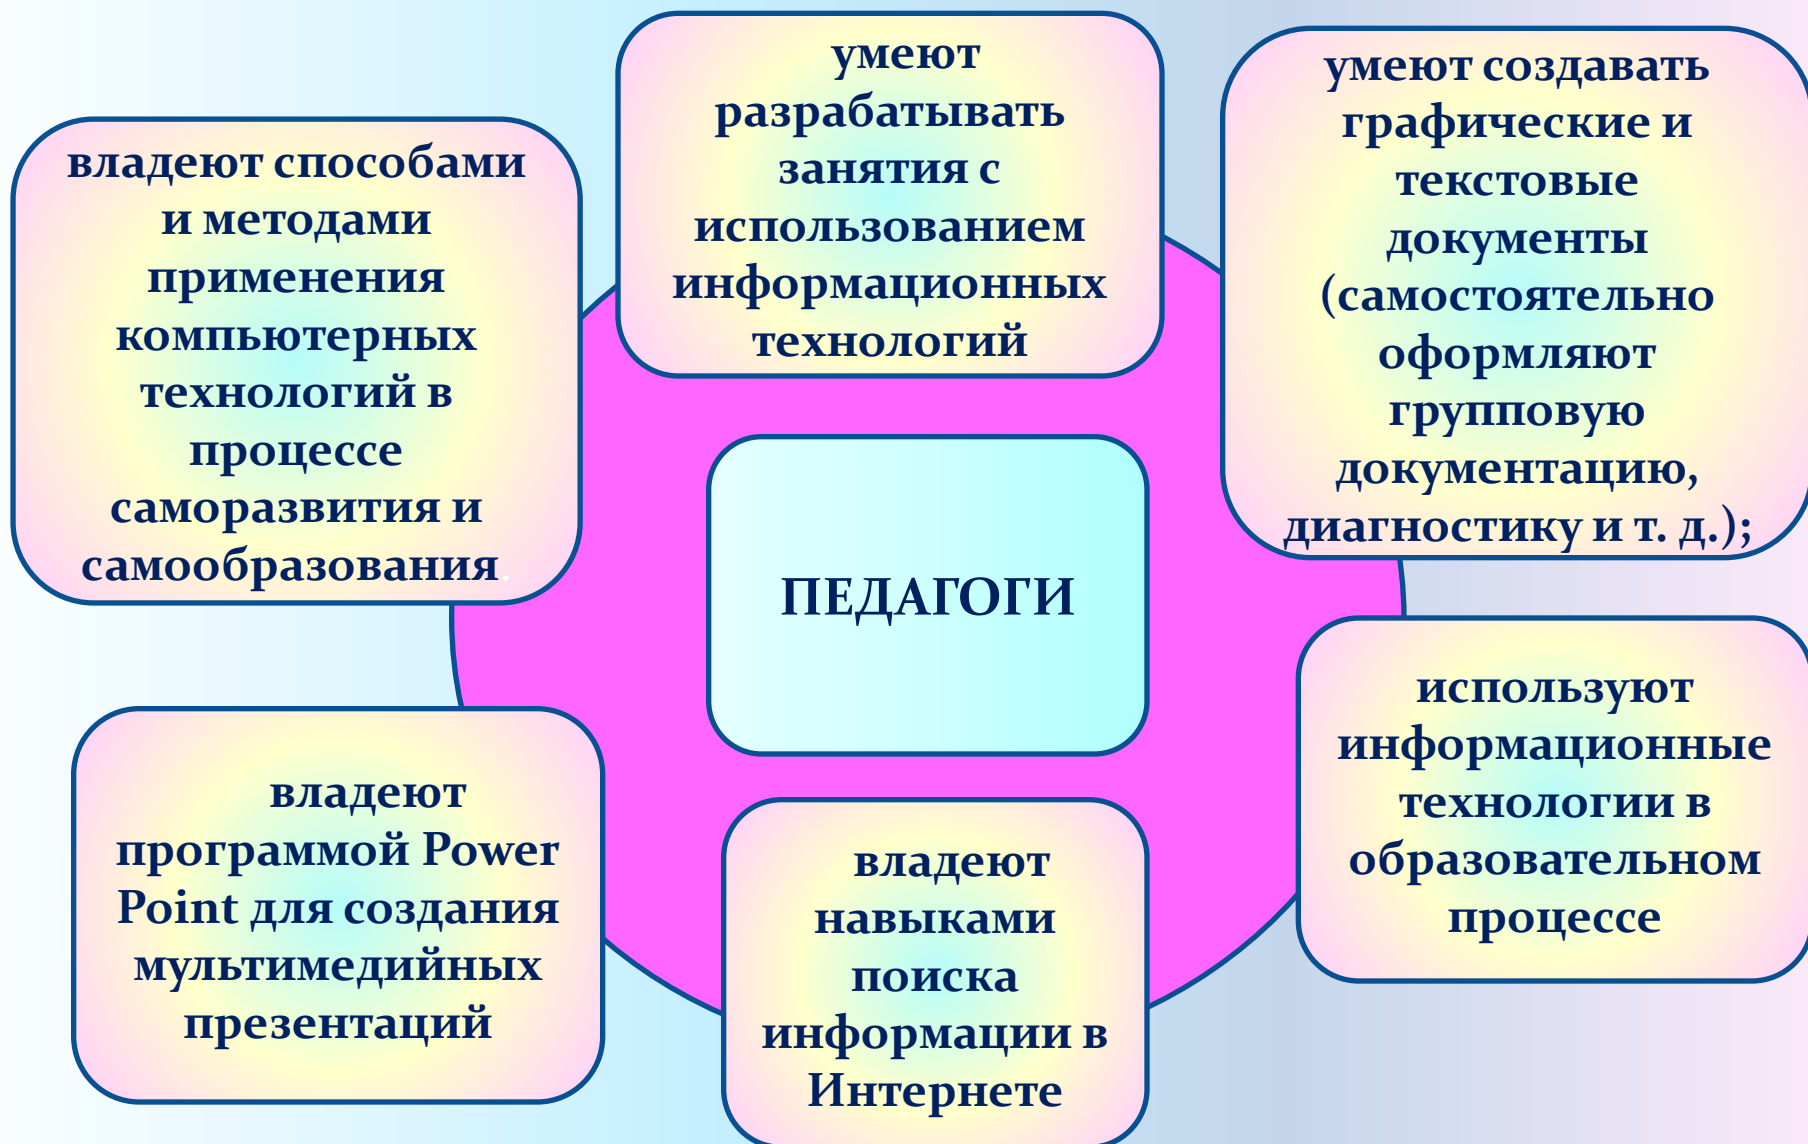 умеют
разрабатывать
занятия с
использованием
информационных
технологий
умеют создавать
графические и
текстовые
документы
(самостоятельно
оформляют
групповую
документацию,
диагностику и т. д.);
владеют способами
и методами
применения
компьютерных
технологий в
процессе
саморазвития и
самообразования.
ПЕДАГОГИ
используют
информационные
технологии в
образовательном
процессе
владеют
программой Power
Point для создания
мультимедийных
презентаций
владеют
навыками
поиска
информации в
Интернете